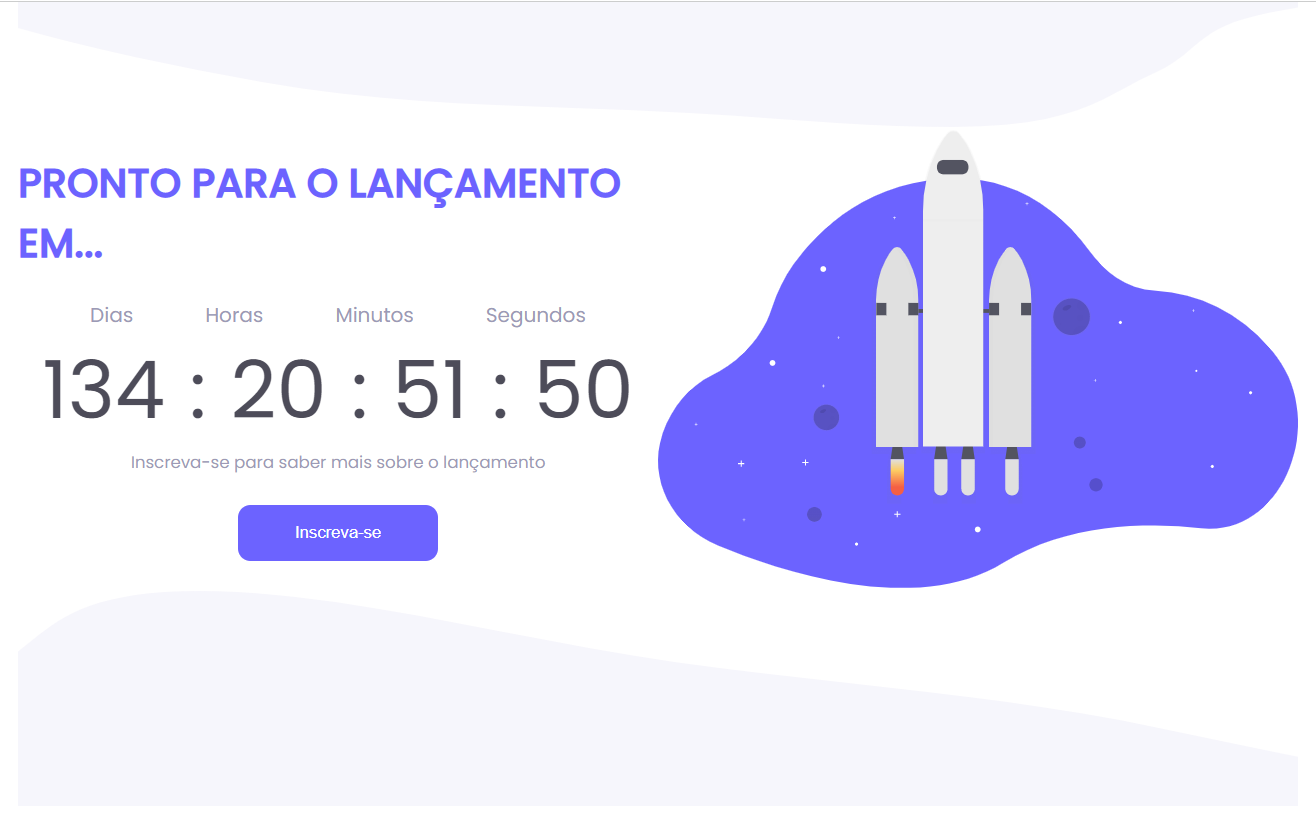 PRONTO PARA O LANÇAMENTO
EM...
Dias Horas Minutos Segundos
134 : 20 : 51 : 50
Inscreva-se para saber mais sobre o lançamento
Inscreva-se